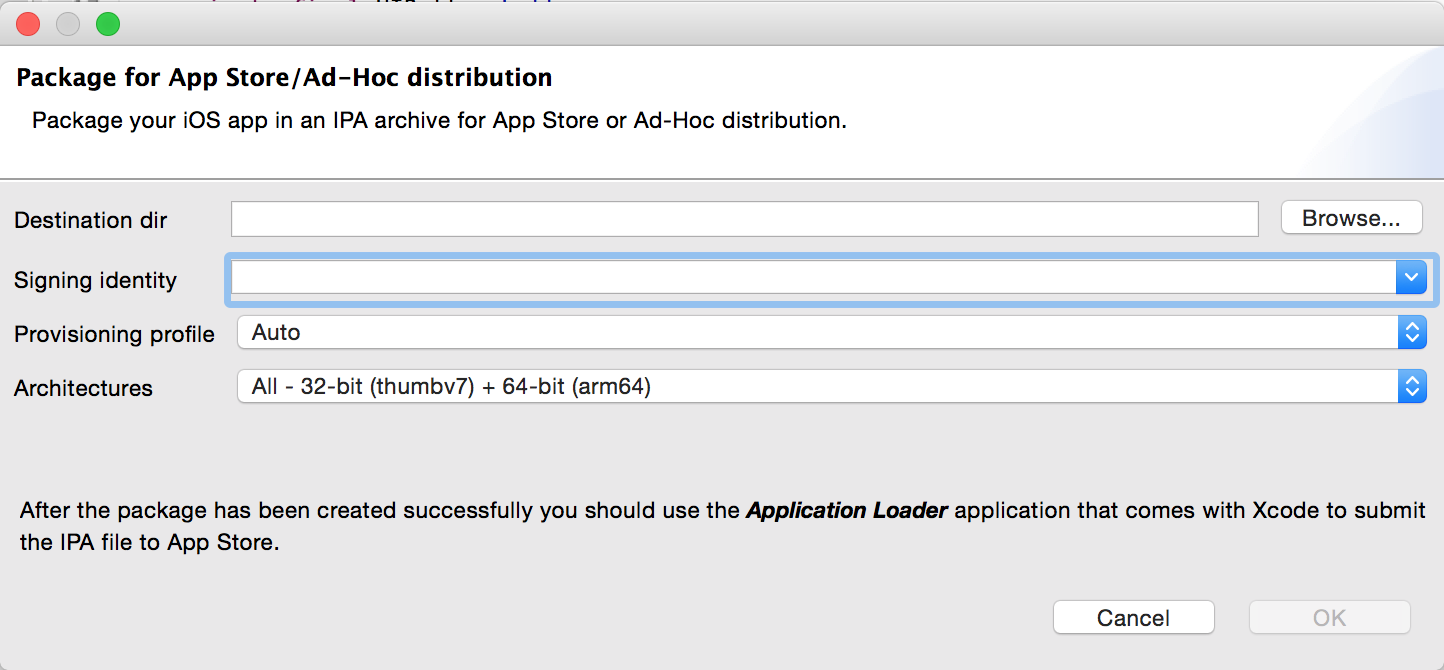 Package for App Store/Ad-Hoc distribution
Package your iOS app in an IPA archive for App Store or Ad-Hoc distribution.
Destination dir
Browse...
Signing identity
Provisioning profile
Auto
Architectures
All - 32-bit (thumbv7) + 64-bit (arm64)
After the package has been created successfully you should use the Application Loader application that comes with Xcode to submit
the IPA file to App Store.
Cancel
OK